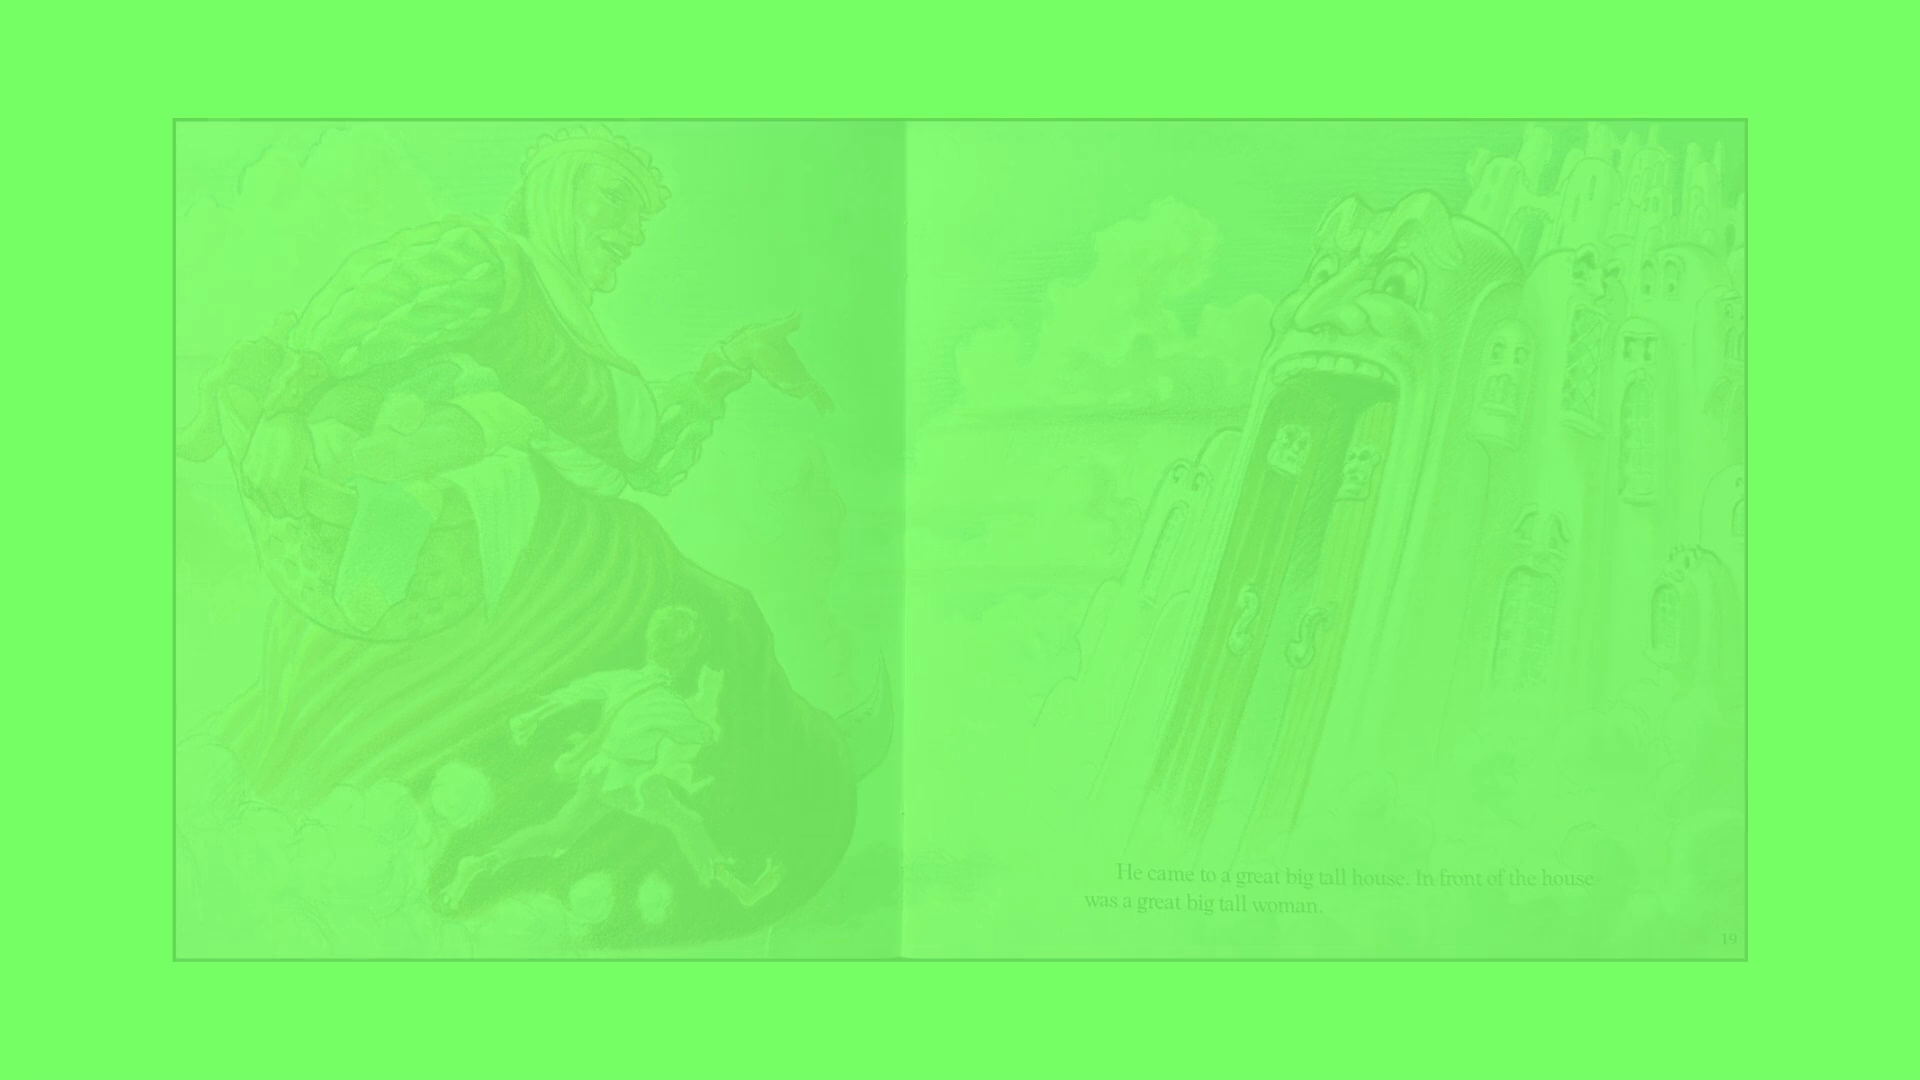 He came to a great big tall house. In front of the house
was a great big tall woman.
19